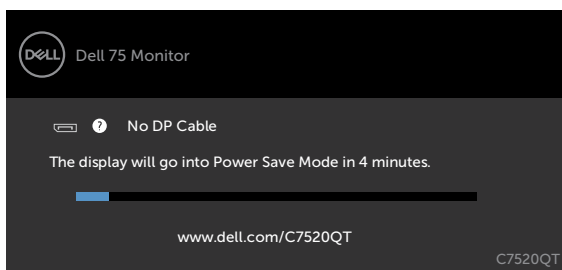 DELL
Dell 75 Monitor
? No DP Cable
The display will go into Power Save Mode in 4 minutes.
www.dell.com/C7520QT
C7520QT